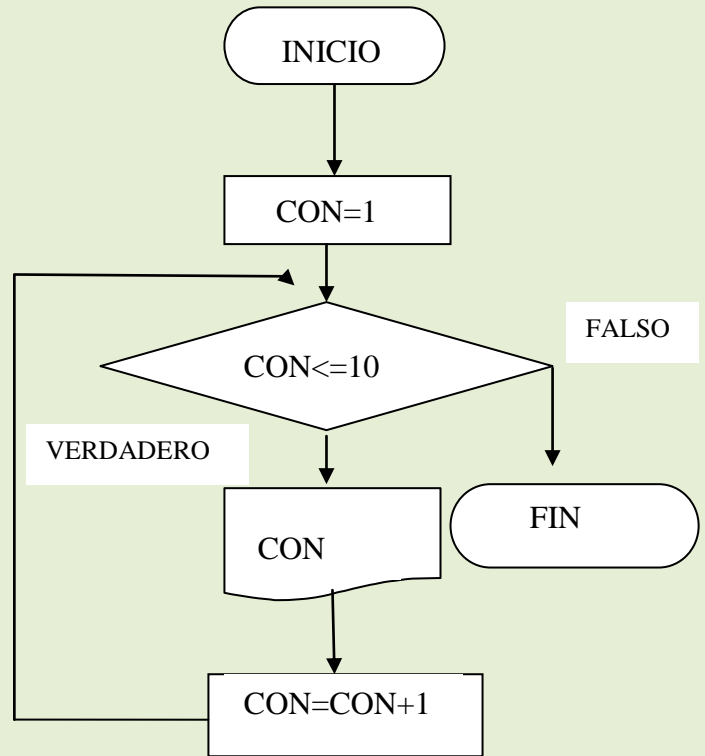 INICIO
CON=1
CON<=10
FALSO
VERDADERO
CON
FIN
CON=CON+1